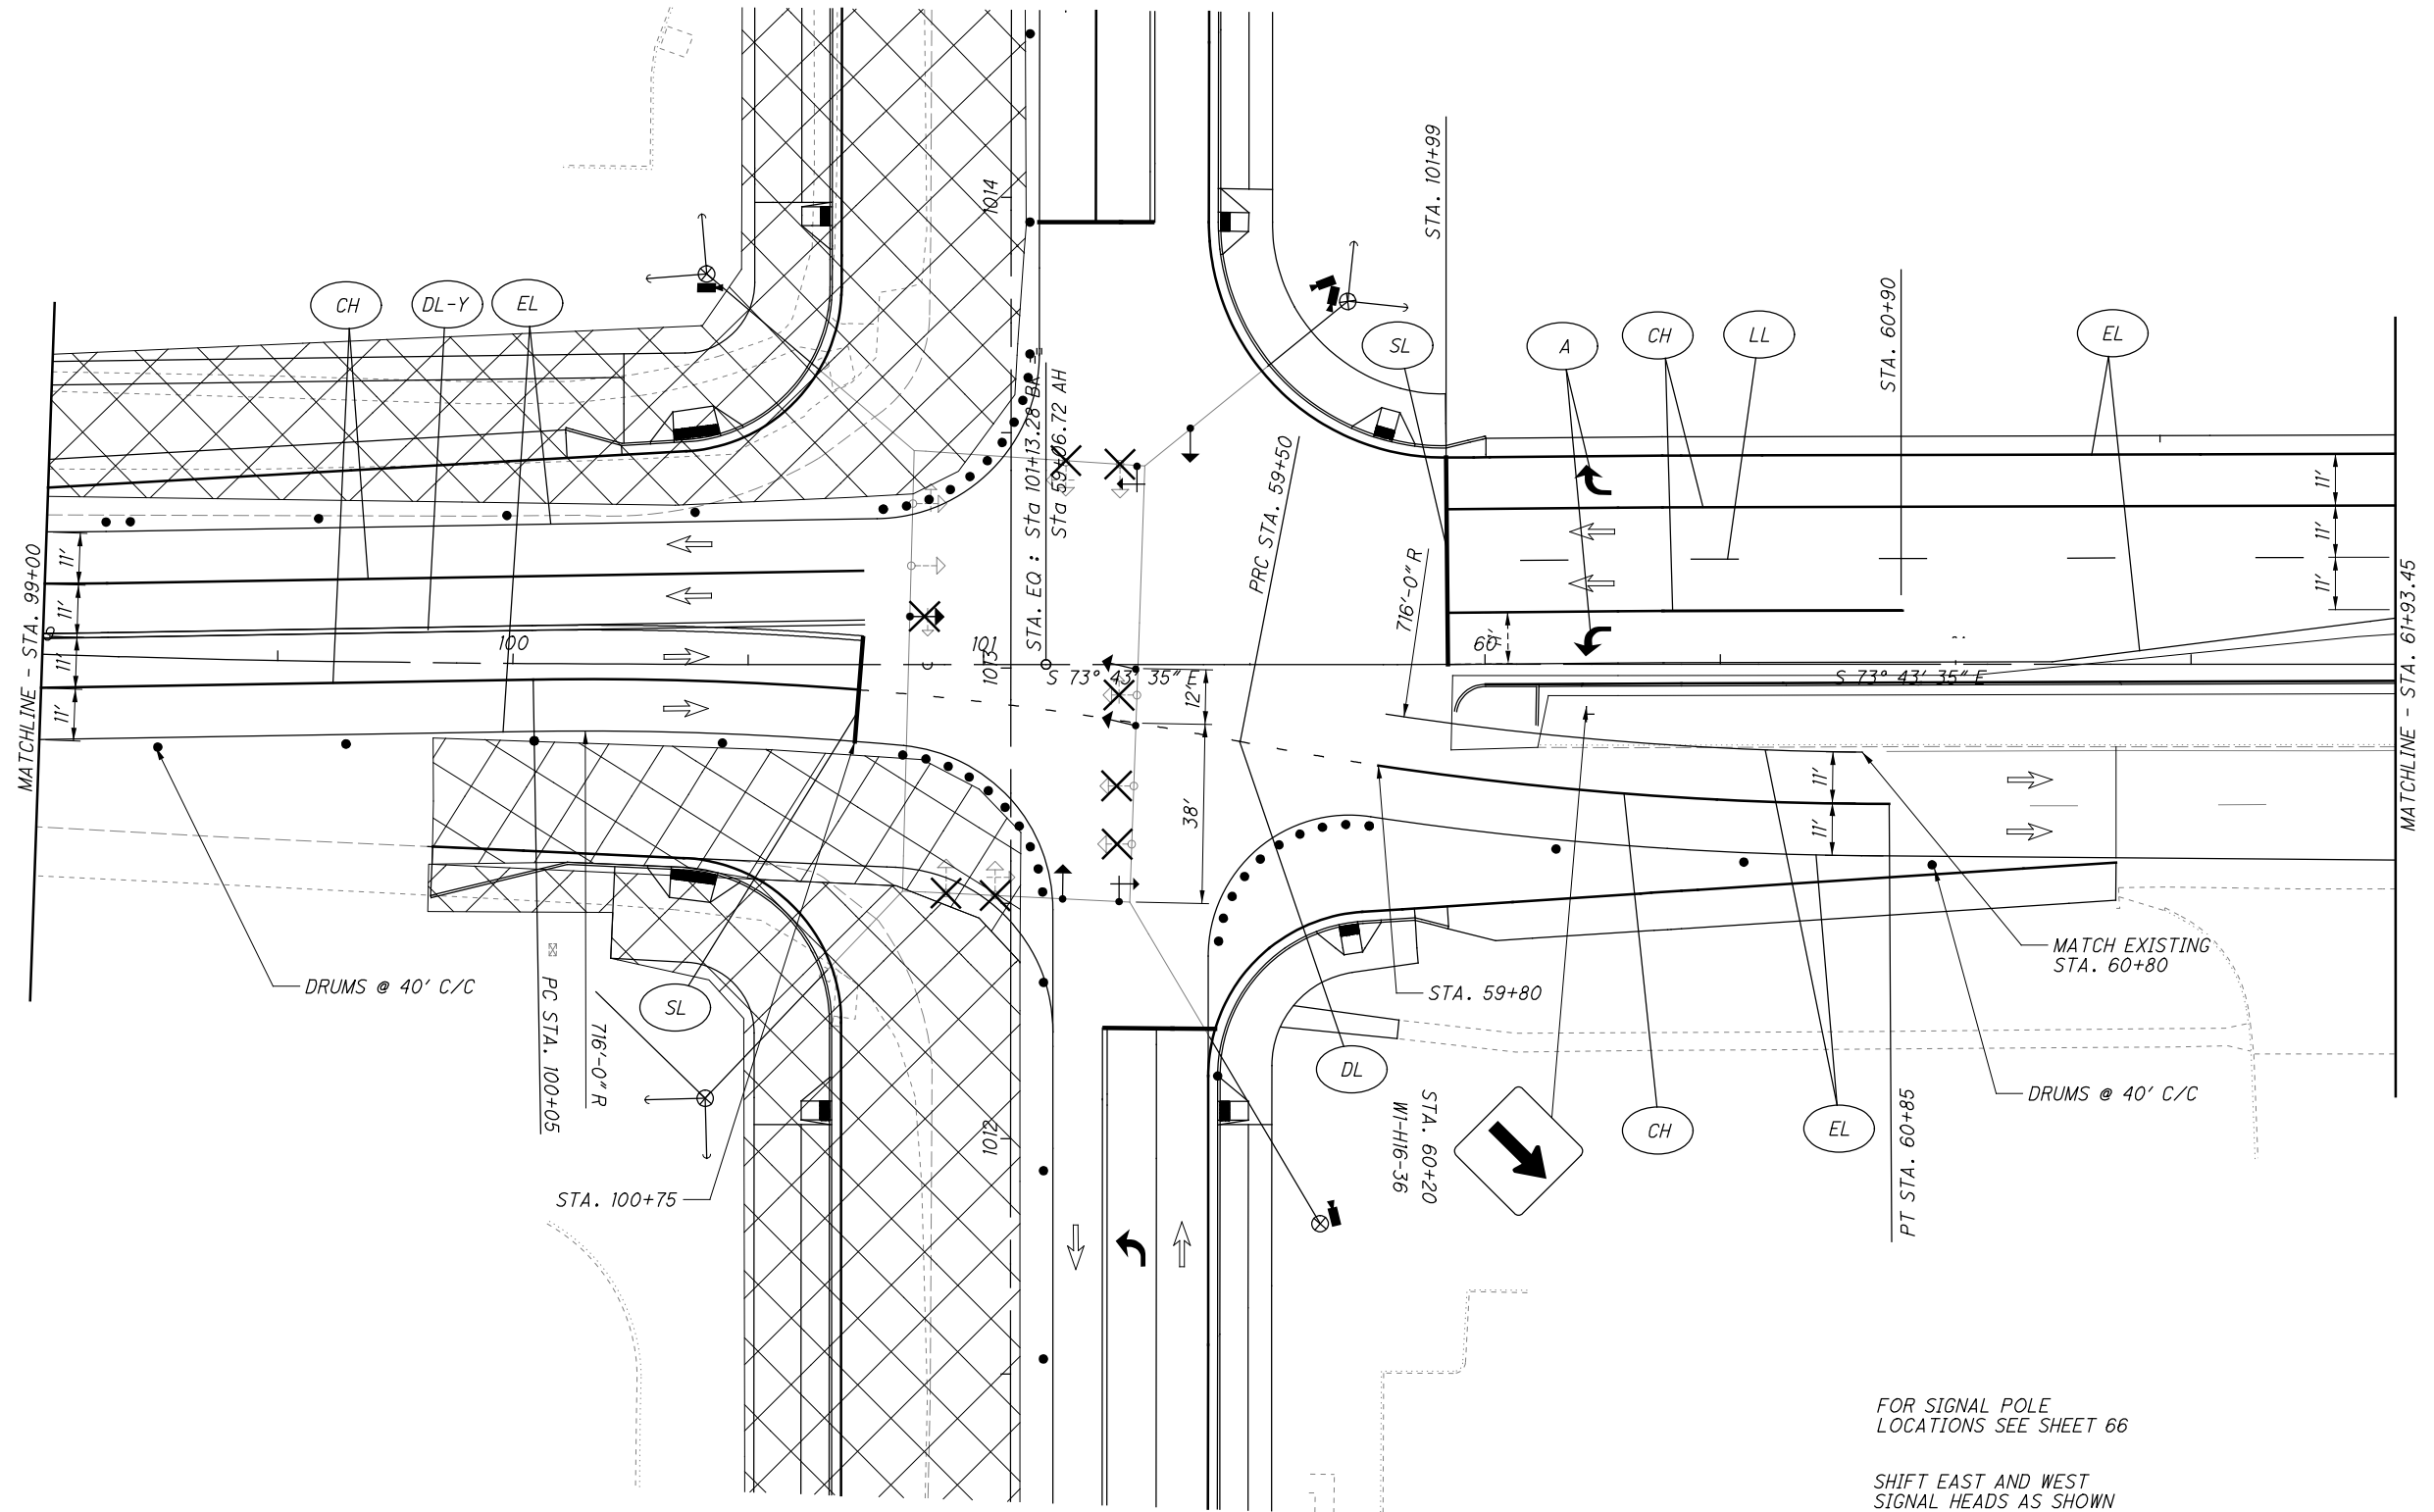 1014
STA. 101+99
STA. 60+90
CH
DL-Y
EL
SL
A
CH
LL
EL
MATCHLINE - STA. 99+00
11'
11'
11'
11'
100
101
1013
STA. EQ : Sta 101+13.28 BK =
Sta 59+06.72 AH
S 73° 43' 35" E
PRC STA. 59+50
716'-0" R
60
11'
11'
11'
11'
S 73° 43' 35" E
MATCHLINE - STA. 61+93.45
12'
38'
11'
11'
DRUMS @ 40' C/C
PC STA. 100+05
716'-0" R
SL
STA. 100+75
1012
STA. 59+80
MATCH EXISTING
STA. 60+80
DL
STA. 60+20
W1-H16-36
CH
EL
DRUMS @ 40' C/C
PT STA. 60+85
FOR SIGNAL POLE
LOCATIONS SEE SHEET 66
SHIFT EAST AND WEST
SIGNAL HEADS AS SHOWN